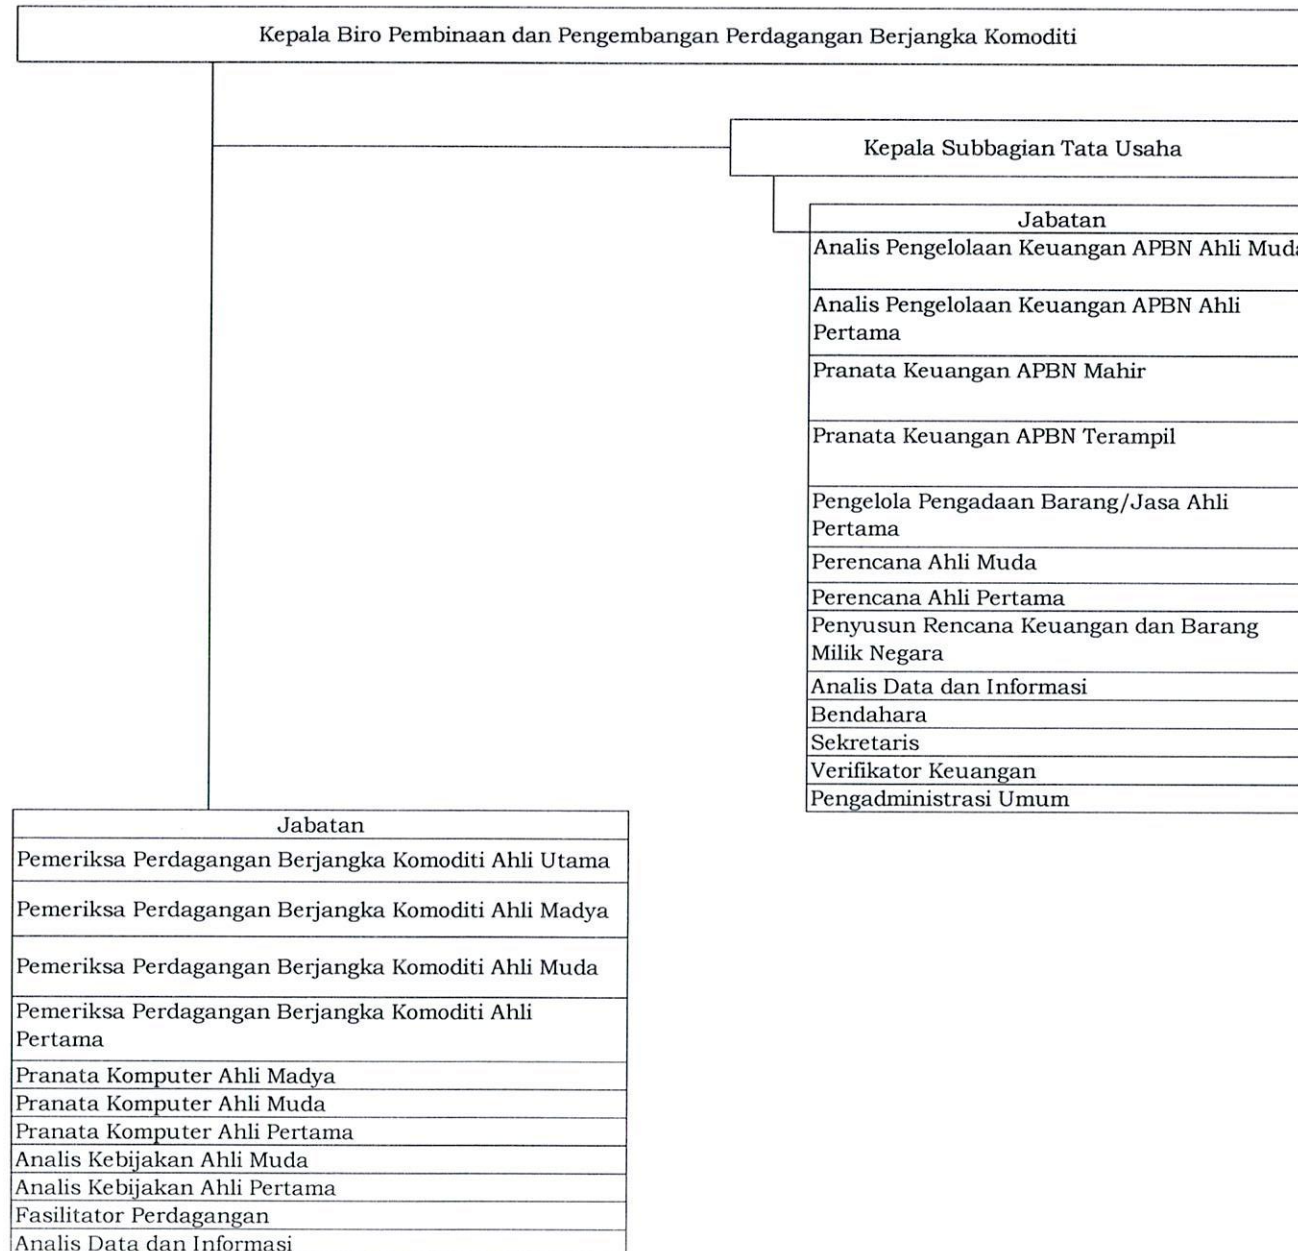 Kepala Biro Pembinaan dan Pengembangan Perdagangan Berjangka Komoditi
Kepala Subbagian Tata Usaha
Jabatan
Analis Pengelolaan Keuangan APBN Ahli Muda
Analis Pengelolaan Keuangan APBN Ahli
Pertama
Pranata Keuangan APBN Mahir
Pranata Keuangan APBN Terampil
Pengelola Pengadaan Barang/Jasa Ahli
Pertama
Perencana Ahli Muda
Perencana Ahli Pertama
Penyusun Rencana Keuangan dan Barang
Milik Negara
Analis Data dan Informasi
Bendahara
Sekretaris
Verifikator Keuangan
Pengadministrasi Umum
Jabatan
Pemeriksa Perdagangan Berjangka Komoditi Ahli Utama
Pemeriksa Perdagangan Berjangka Komoditi Ahli Madya
Pemeriksa Perdagangan Berjangka Komoditi Ahli Muda
Pemeriksa Perdagangan Berjangka Komoditi Ahli
Pertama
Pranata Komputer Ahli Madya
Pranata Komputer Ahli Muda
Pranata Komputer Ahli Pertama
Analis Kebijakan Ahli Muda
Analis Kebijakan Ahli Pertama
Fasilitator Perdagangan
Analis Data dan Informasi